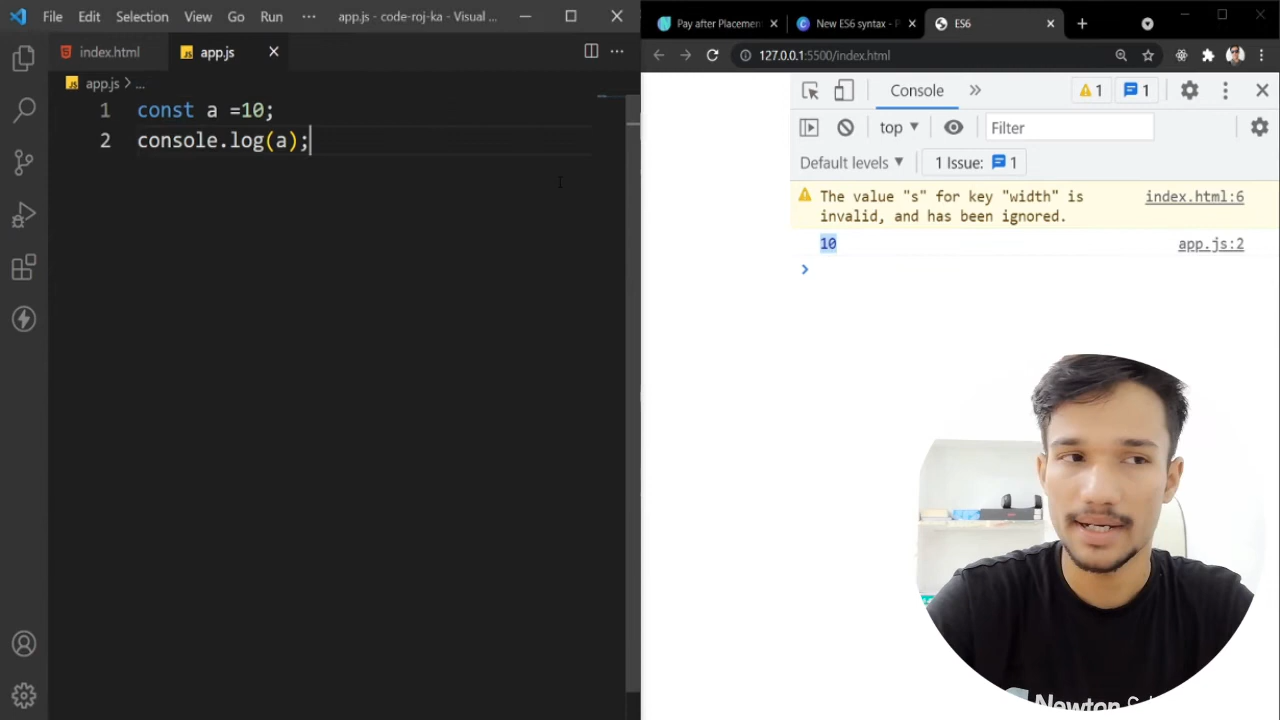 File Edit Selection View Go Run ··· app.js - code-roj-ka - Visual ...
index.html app.js
app.js > ...
1 const a =10;
2 console.log(a);
Pay after Placemen New ES6 syntax - P ES6
127.0.0.1:5500/index.html
Console 1 1
top Filter
Default levels 1 Issue: 1
The value "s" for key "width" is index.html:6
invalid, and has been ignored.
10 app.js:2
Newton